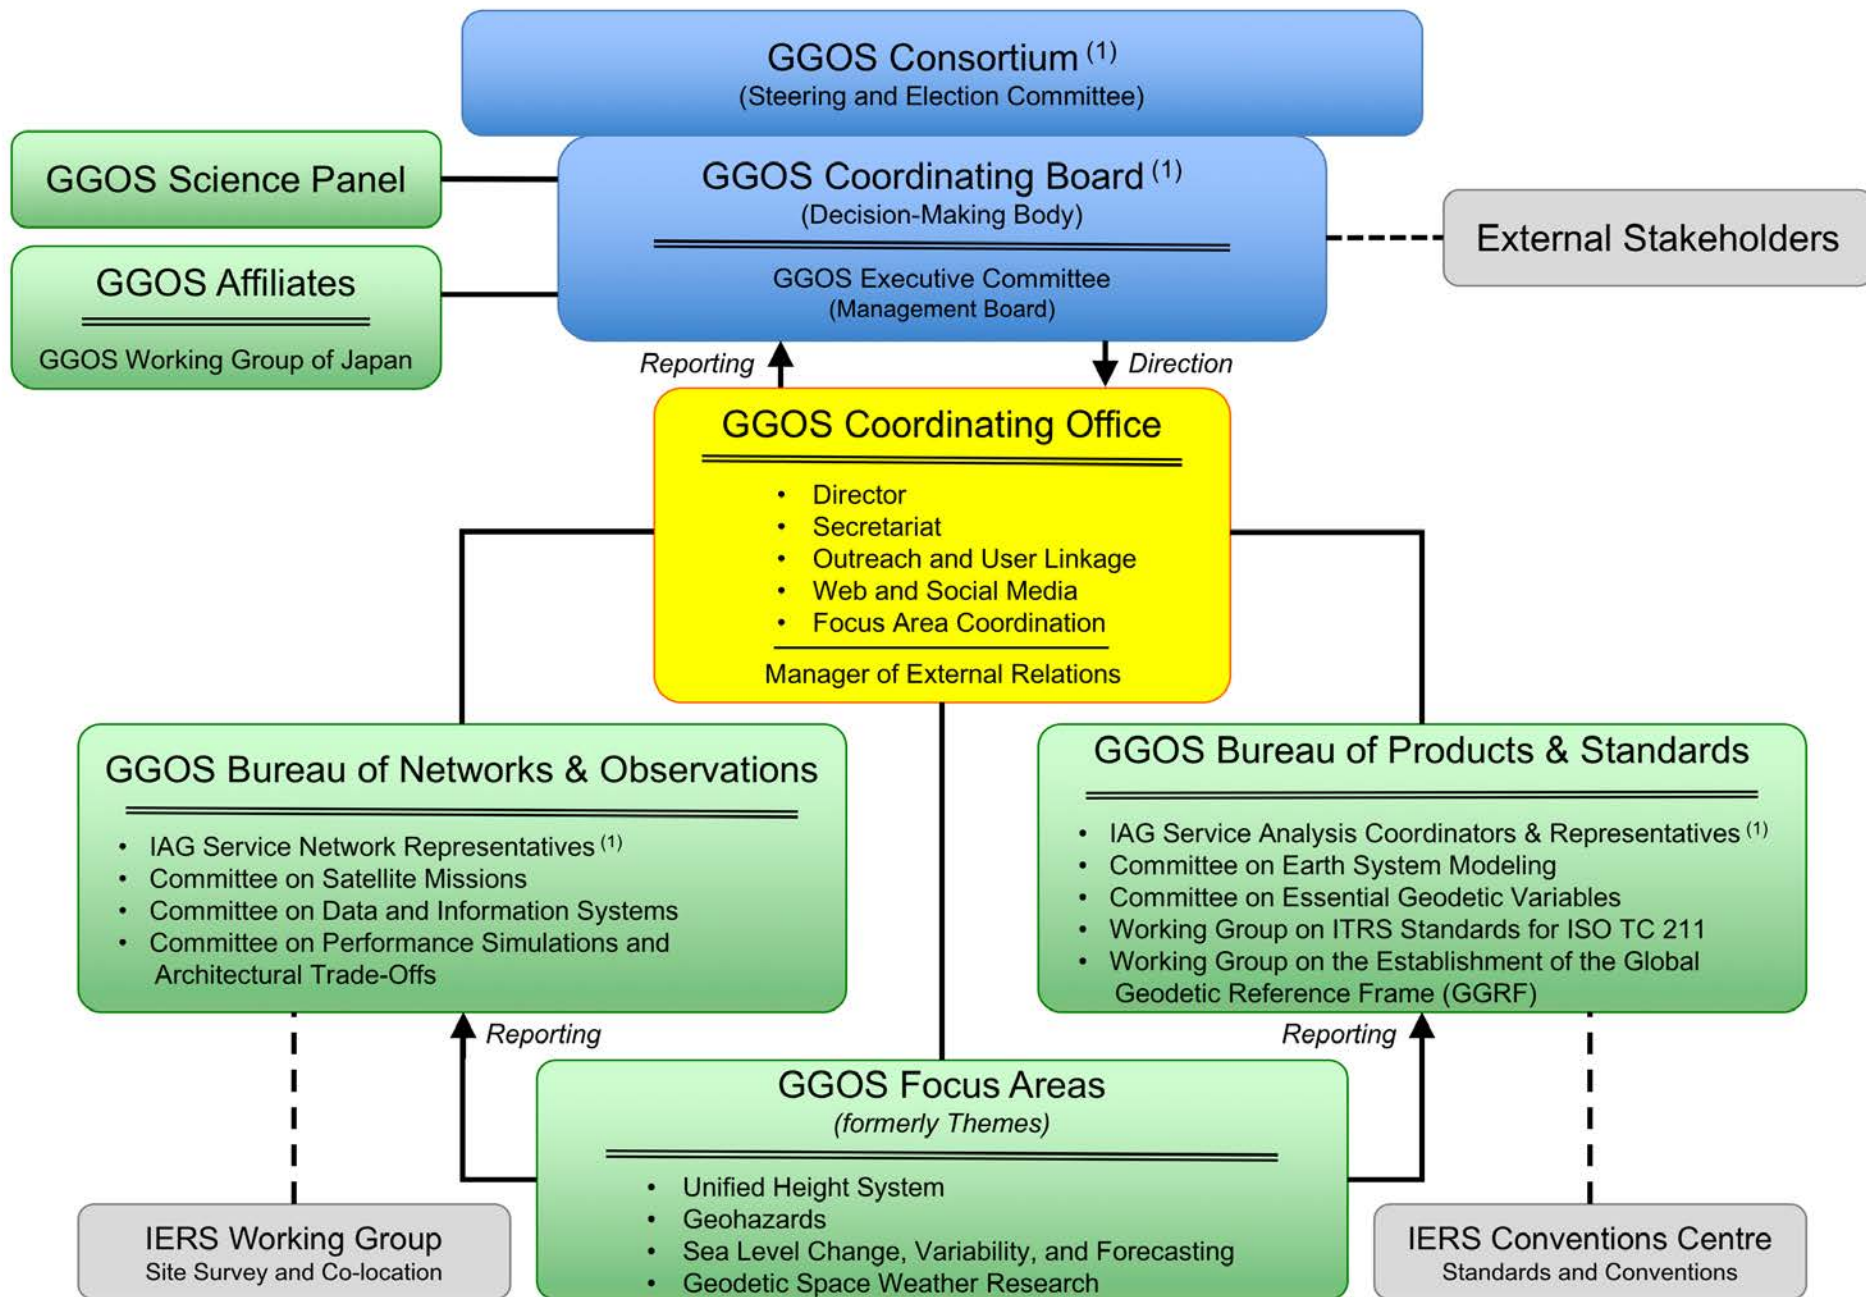 GGOS Consortium (1)
(Steering and Election Committee)
GGOS Science Panel
GGOS Coordinating Board (1)
(Decision-Making Body)
GGOS Executive Committee
(Management Board)
External Stakeholders
GGOS Affiliates
GGOS Working Group of Japan
Reporting
Direction
GGOS Coordinating Office
• Director
• Secretariat
• Outreach and User Linkage
• Web and Social Media
• Focus Area Coordination
Manager of External Relations
GGOS Bureau of Networks & Observations
• IAG Service Network Representatives (1)
• Committee on Satellite Missions
• Committee on Data and Information Systems
• Committee on Performance Simulations and
Architectural Trade-Offs
GGOS Bureau of Products & Standards
• IAG Service Analysis Coordinators & Representatives (1)
• Committee on Earth System Modeling
• Committee on Essential Geodetic Variables
• Working Group on ITRS Standards for ISO TC 211
• Working Group on the Establishment of the Global
Geodetic Reference Frame (GGRF)
Reporting
Reporting
GGOS Focus Areas
(formerly Themes)
• Unified Height System
• Geohazards
• Sea Level Change, Variability, and Forecasting
• Geodetic Space Weather Research
IERS Working Group
Site Survey and Co-location
IERS Conventions Centre
Standards and Conventions